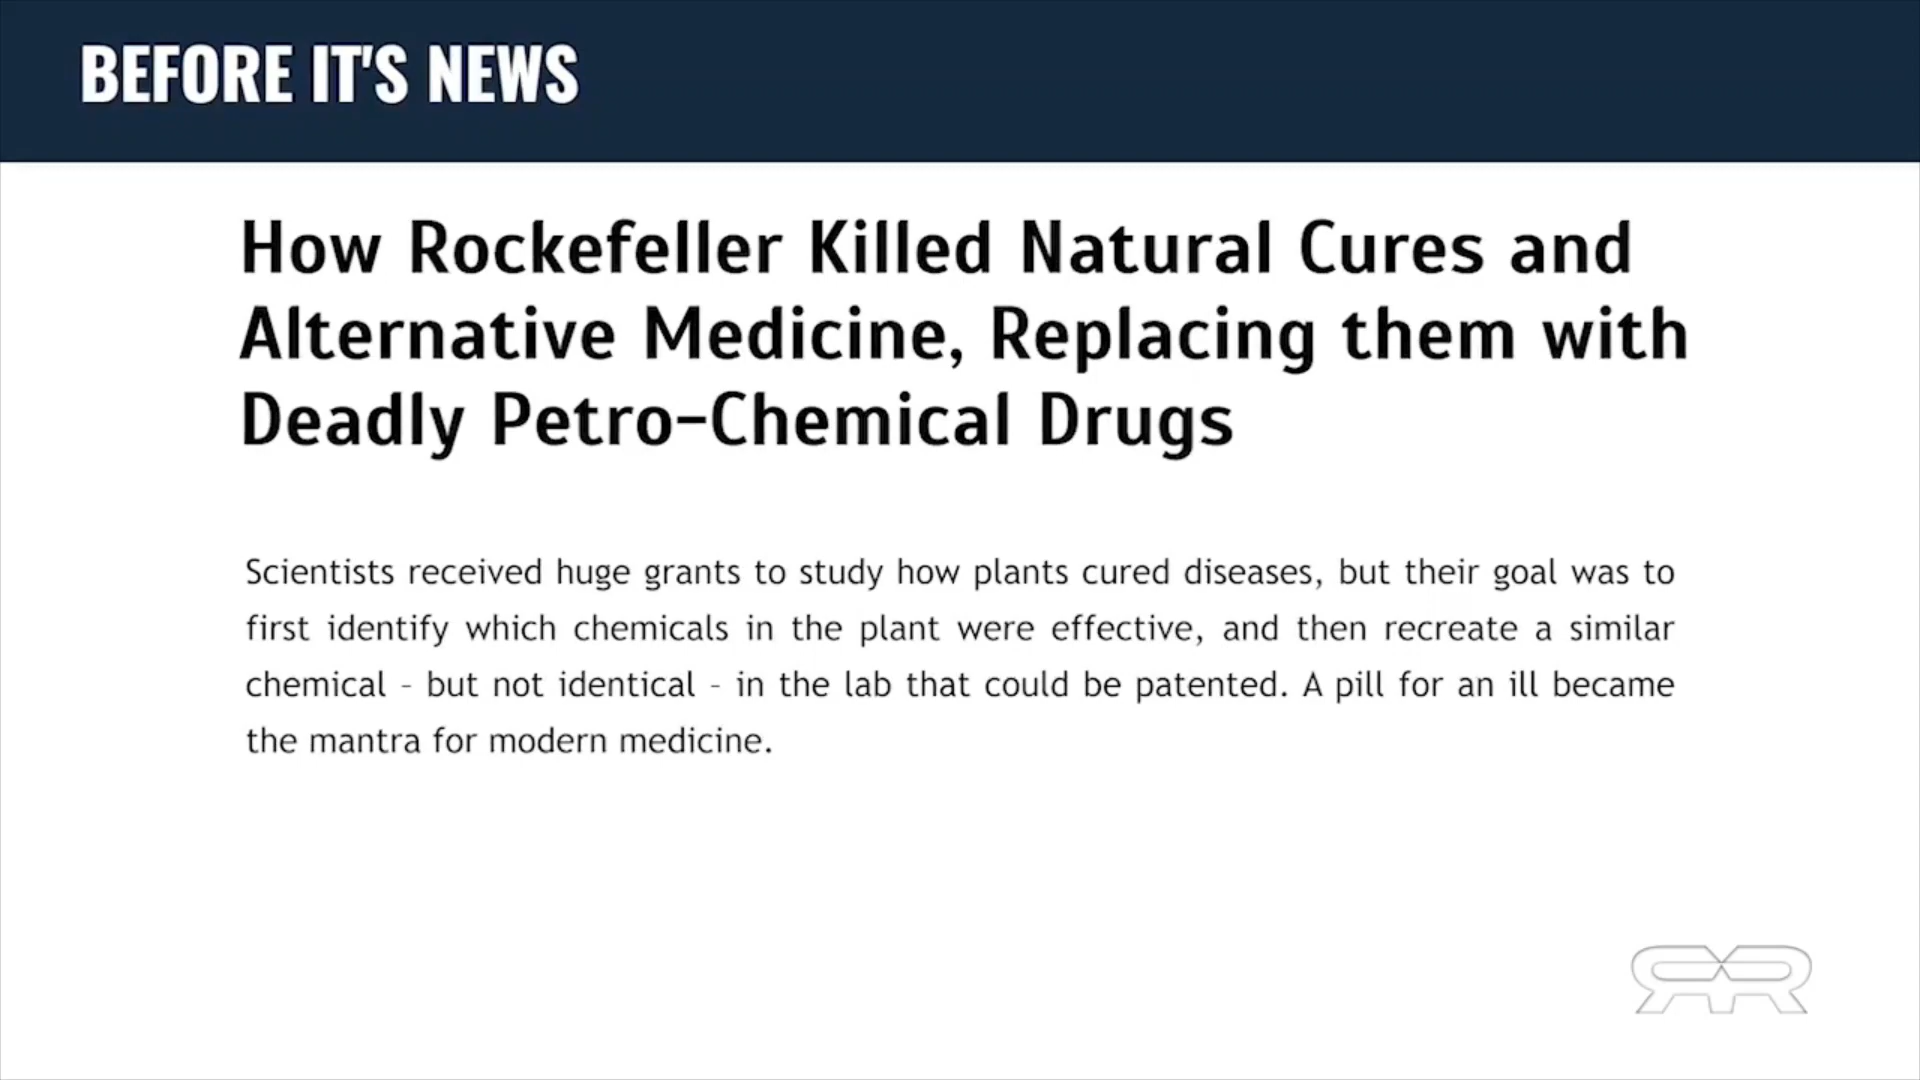 BEFORE IT'S NEWS
How Rockefeller Killed Natural Cures and
Alternative Medicine, Replacing them with
Deadly Petro-Chemical Drugs
Scientists received huge grants to study how plants cured diseases, but their goal was to
first identify which chemicals in the plant were effective, and then recreate a similar
chemical - but not identical - in the lab that could be patented. A pill for an ill became
the mantra for modern medicine.